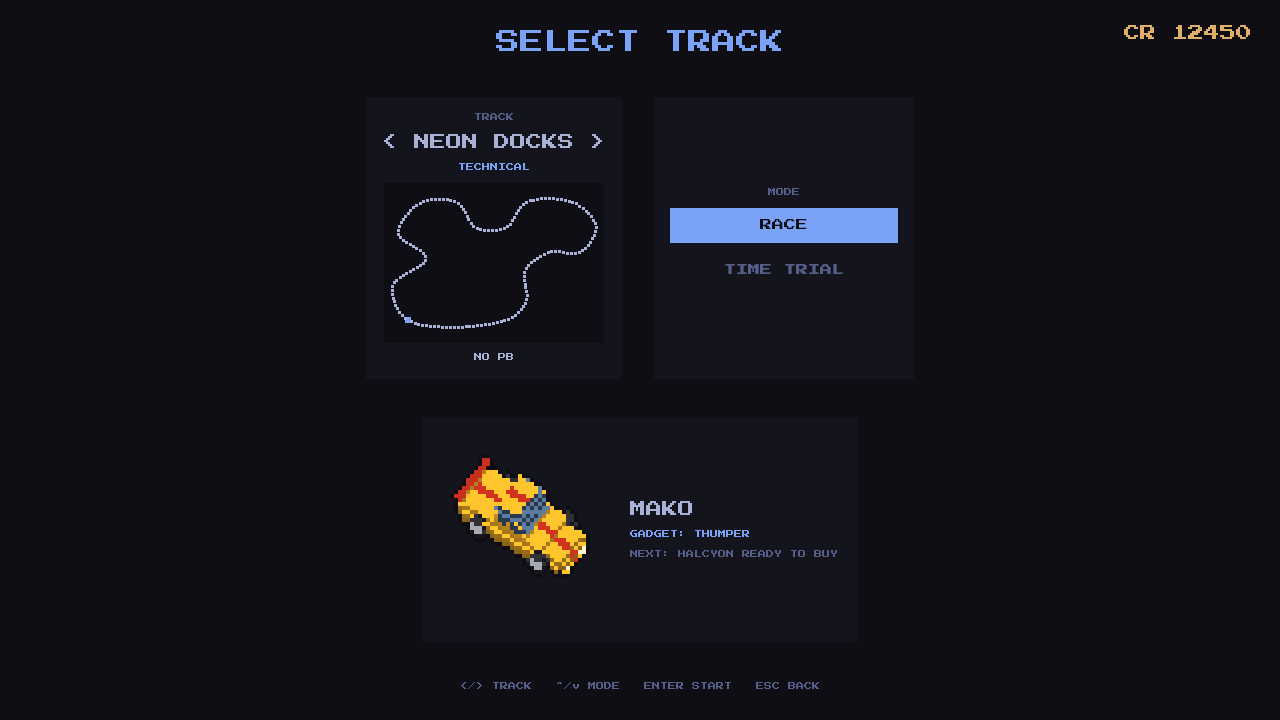 SELECT TRACK
CR 12450
TRACK
< NEON DOCKS >
TECHNICAL
NO PB
MODE
RACE
TIME TRIAL
MAKO
GADGET: THUMPER
NEXT: HALCYON READY TO BUY
</> TRACK ^/v MODE ENTER START ESC BACK